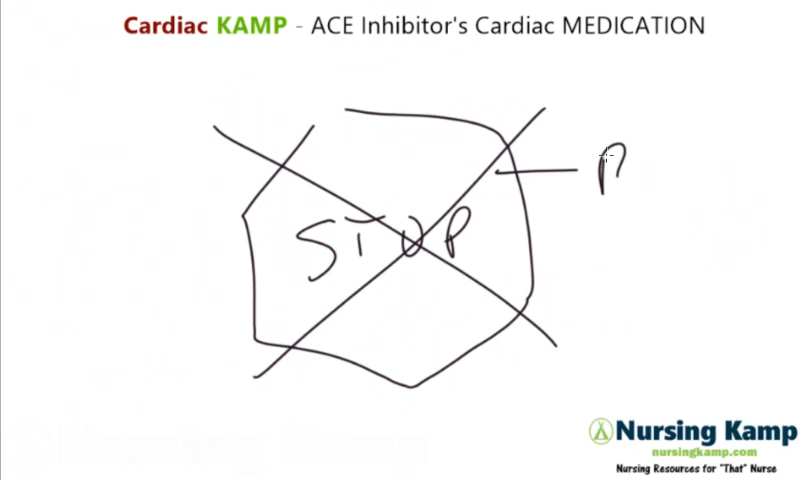 Cardiac KAMP - ACE Inhibitor's Cardiac MEDICATION
STOP
Nursing Kamp
nursingkamp.com
Nursing Resources for "That" Nurse